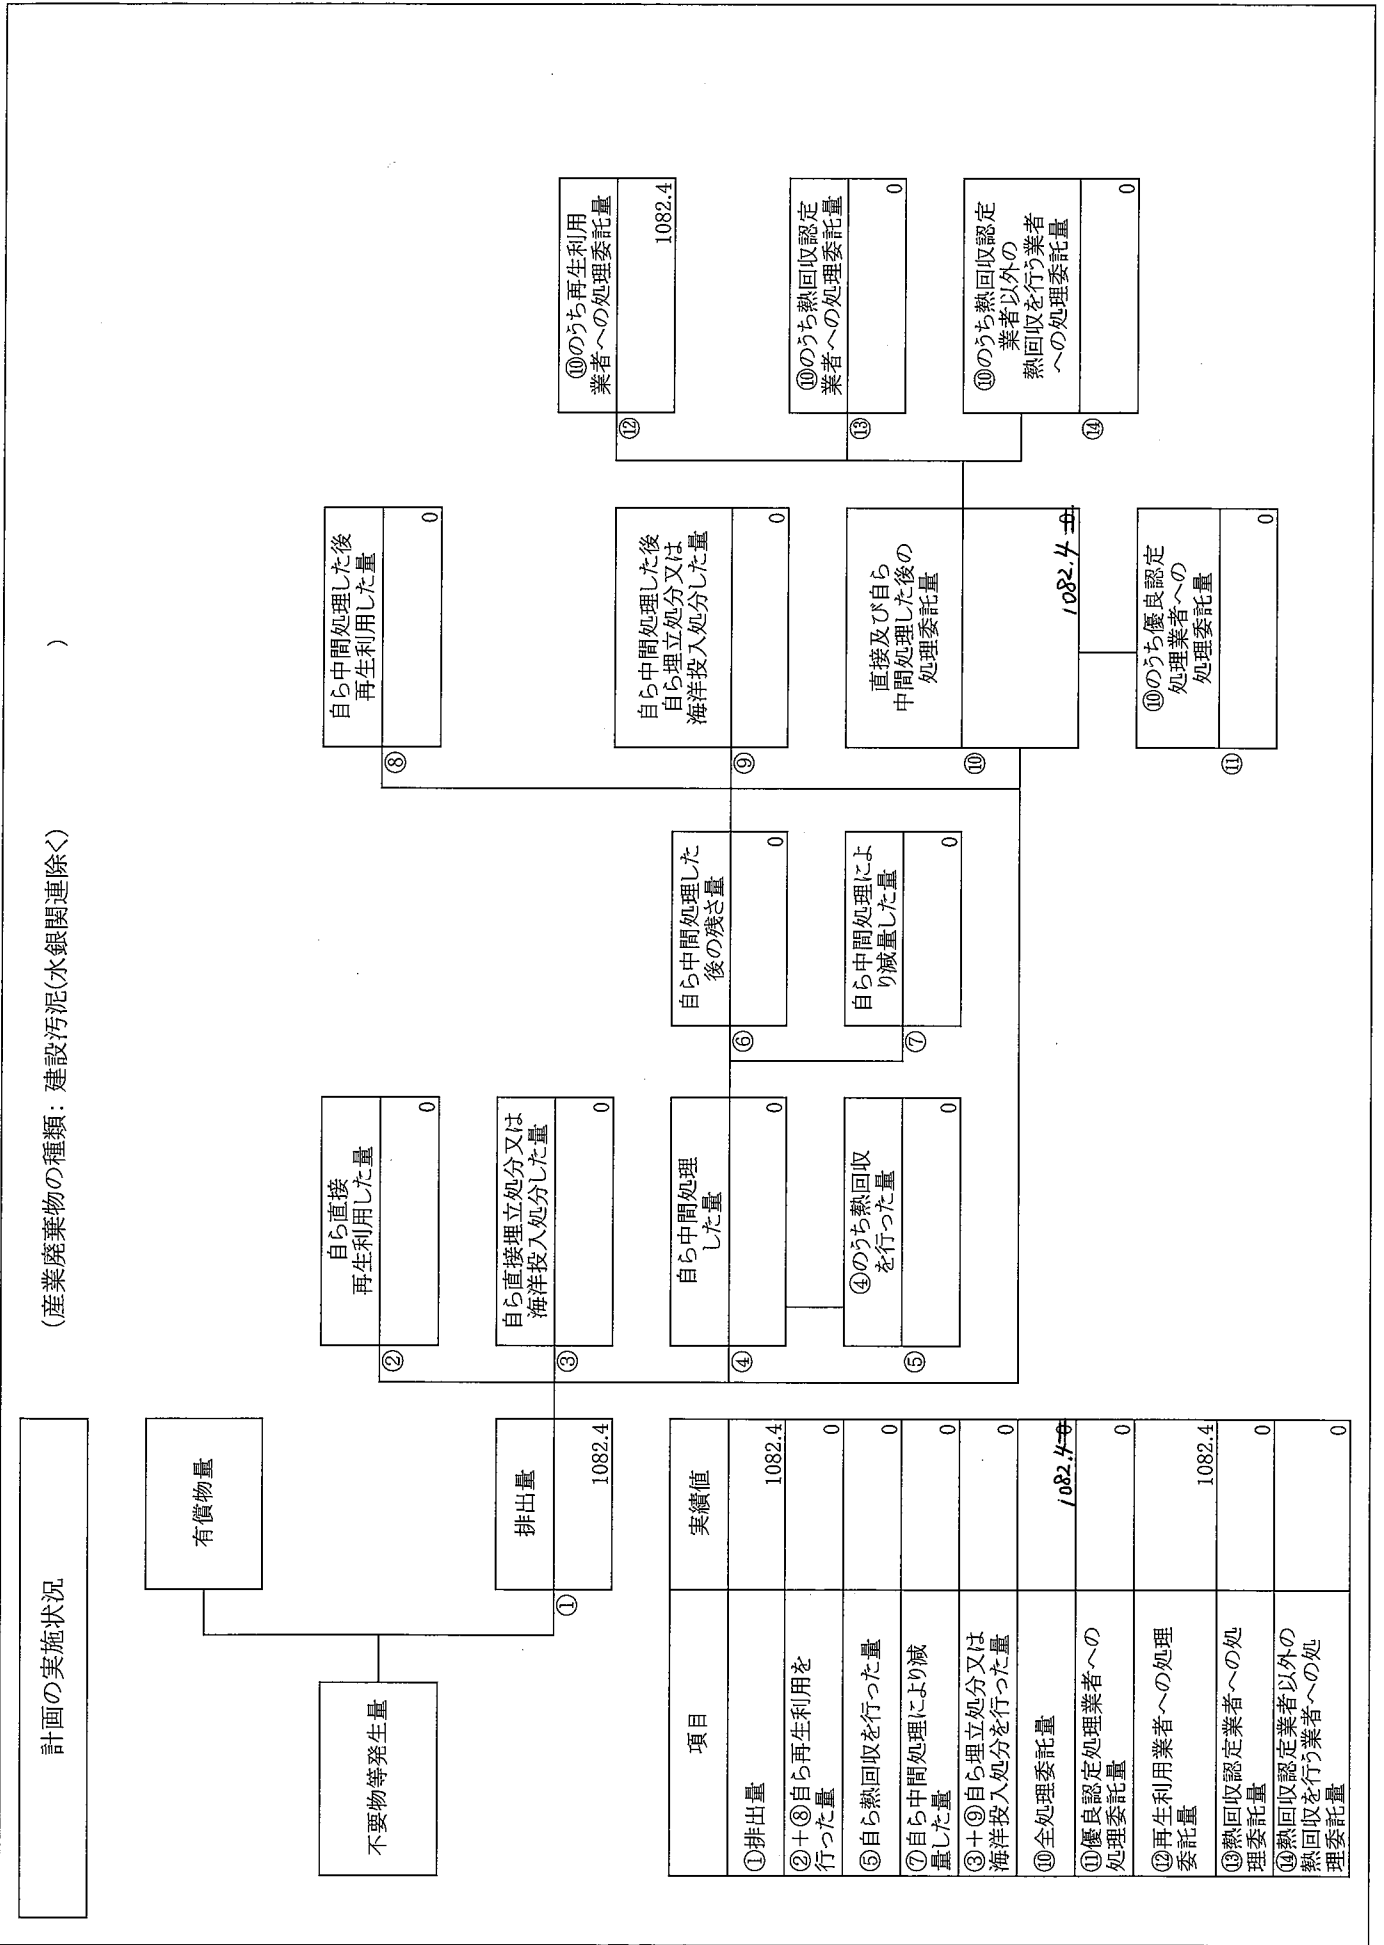 計画の実施状況
(産業廃棄物の種類: 建設汚泥(水銀関連除く)
)
不要物等発生量
有償物量
①
排出量
1082.4
②
自ら直接
再生利用した量
0
③
自ら直接埋立処分又は
海洋投入処分した量
0
④
自ら中間処理
した量
0
⑤
④のうち熱回収
を行った量
0
⑥
自ら中間処理した
後の残さ量
0
⑦
自ら中間処理によ
り減量した量
0
⑧
自ら中間処理した後
再生利用した量
0
⑨
自ら中間処理した後
自ら埋立処分又は
海洋投入処分した量
0
⑩
直接及び自ら
中間処理した後の
処理委託量
1082.4 0
⑪
⑩のうち優良認定
処理業者への
処理委託量
0
⑫
⑩のうち再生利用
業者への処理委託量
1082.4
⑬
⑩のうち熱回収認定
業者への処理委託量
0
⑭
⑩のうち熱回収認定
業者以外の
熱回収を行う業者
への処理委託量
0
項目 実績値
①排出量 1082.4
②+⑧自ら再生利用を
行った量 0
⑤自ら熱回収を行った量 0
⑦自ら中間処理により減
量した量 0
③+⑨自ら埋立処分又は
海洋投入処分を行った量 0
⑩全処理委託量 1082.4 0
⑪優良認定処理業者への
処理委託量 0
⑫再生利用業者への処理
委託量 1082.4
⑬熱回収認定業者への処
理委託量 0
⑭熱回収認定業者以外の
熱回収を行う業者への処
理委託量 0